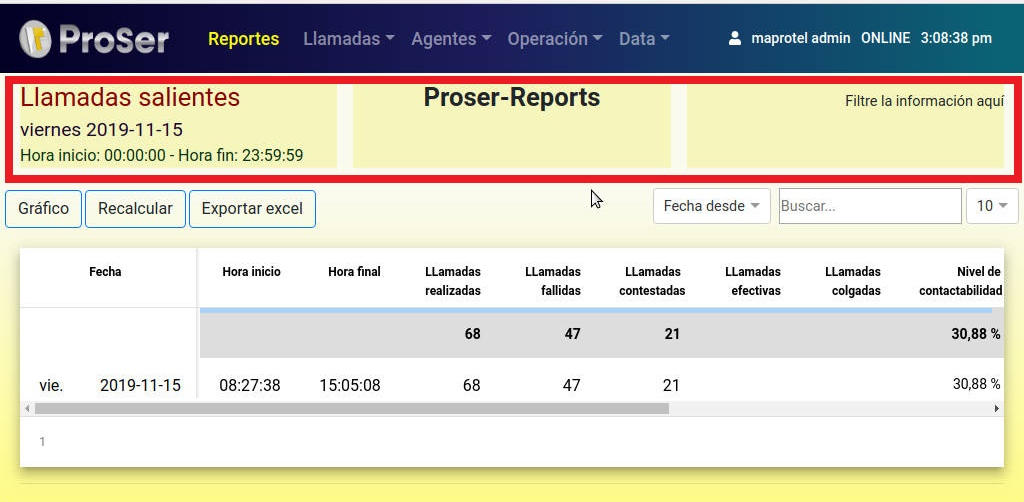 ProSer Reportes Llamadas Agentes Operación Data maprotel admin ONLINE 3:08:38 pm
Llamadas salientes
viernes 2019-11-15
Hora inicio: 00:00:00 - Hora fin: 23:59:59
Proser-Reports
Filtre la información aquí
Gráfico Recalcular Exportar excel Fecha desde Buscar... 10
Fecha Hora inicio Hora final LLamadas realizadas LLamadas fallidas LLamadas contestadas LLamadas efectivas LLamadas colgadas Nivel de contactabilidad
68 47 21 30,88 %
vie. 2019-11-15 08:27:38 15:05:08 68 47 21 30,88 %
1